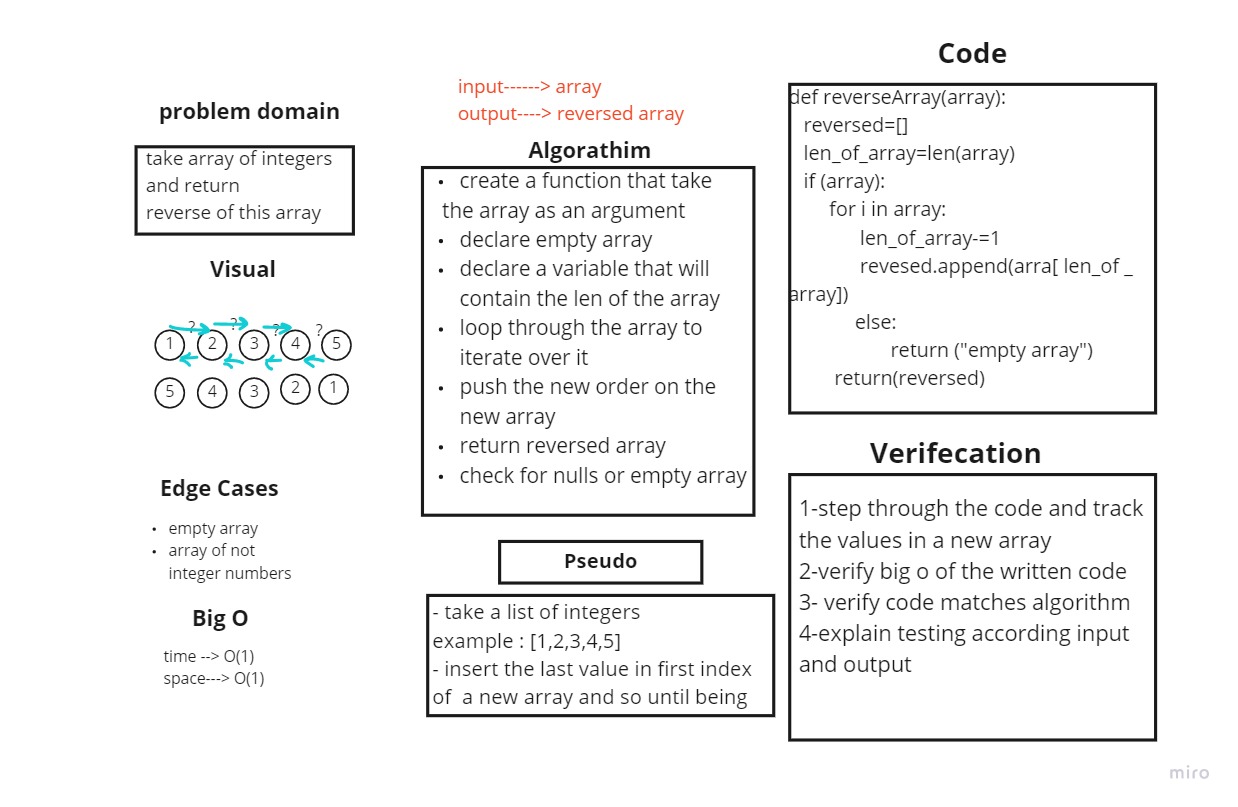 problem domain
take array of integers
and return
reverse of this array
Visual
? ? ? ?
1 2 3 4 5
5 4 3 2 1
Edge Cases
• empty array
• array of not
integer numbers
Big O
time --> O(1)
space---> O(1)
input------> array
output----> reversed array
Algorathim
• create a function that take
the array as an argument
• declare empty array
• declare a variable that will
contain the len of the array
• loop through the array to
iterate over it
• push the new order on the
new array
• return reversed array
• check for nulls or empty array
Pseudo
- take a list of integers
example : [1,2,3,4,5]
- insert the last value in first index
of a new array and so until being
Code
def reverseArray(array):
reversed=[]
len_of_array=len(array)
if (array):
for i in array:
len_of_array-=1
revesed.append(arra[ len_of _
array])
else:
return ("empty array")
return(reversed)
Verifecation
1-step through the code and track
the values in a new array
2-verify big o of the written code
3- verify code matches algorithm
4-explain testing according input
and output
miro